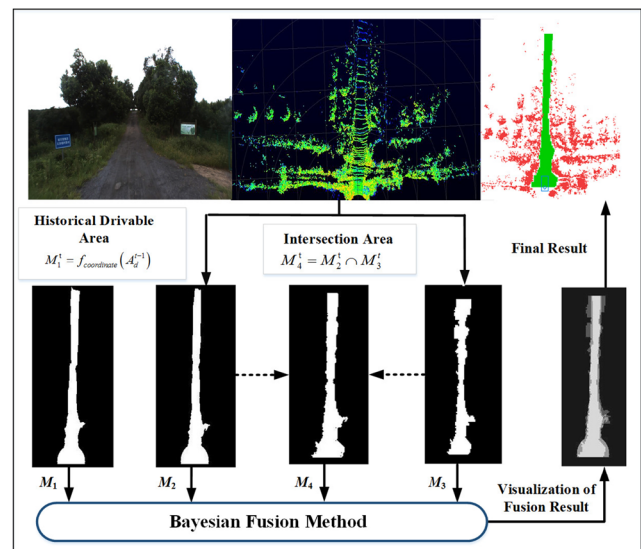 Historical Drivable
Area
M₁ᵗ = f_coordinate(A_d^{t-1})
Intersection Area
M₄ᵗ = M₂ᵗ ∩ M₃ᵗ
Final Result
M₁
M₂
M₄
M₃
Visualization of
Fusion Result
Bayesian Fusion Method